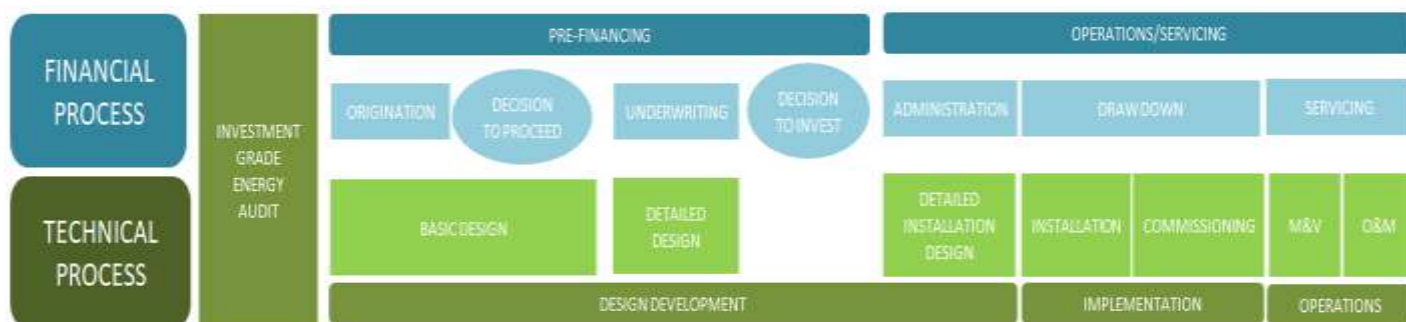 FINANCIAL
PROCESS
INVESTMENT
GRADE
ENERGY
AUDIT
PRE-FINANCING
OPERATIONS/SERVICING
ORIGINATION
DECISION
TO PROCEED
UNDERWRITING
DECISION
TO INVEST
ADMINISTRATION
DRAW DOWN
SERVICING
TECHNICAL
PROCESS
BASIC DESIGN
DETAILED
DESIGN
DETAILED
INSTALLATION
DESIGN
INSTALLATION
COMMISSIONING
M&V
O&M
DESIGN DEVELOPMENT
IMPLEMENTATION
OPERATIONS